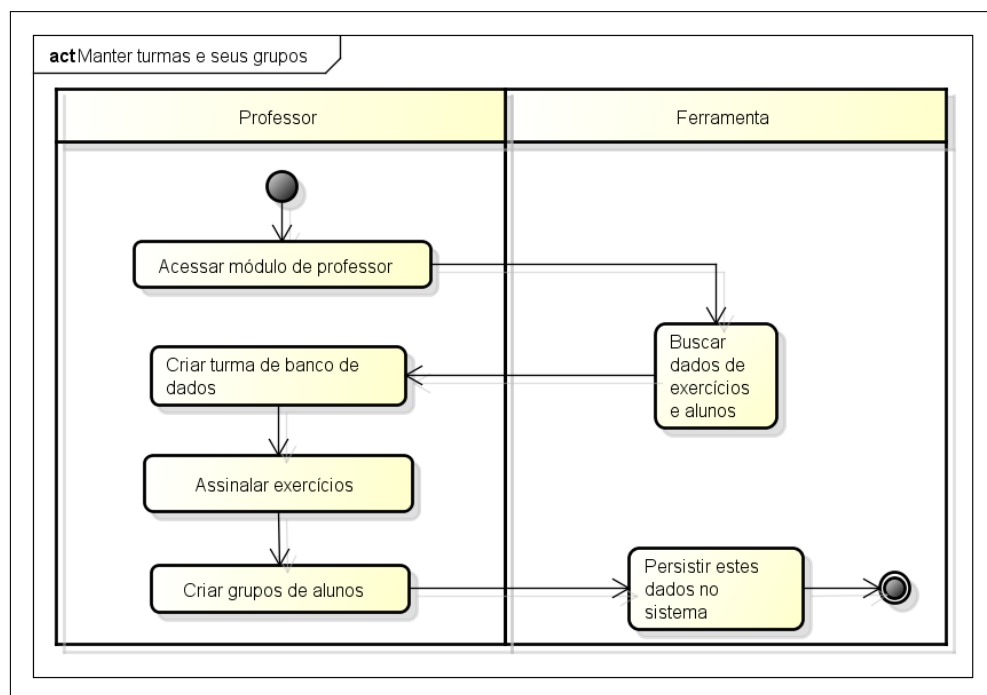 act Manter turmas e seus grupos
Professor
Ferramenta
Acessar módulo de professor
Buscar
dados de
exercícios
e alunos
Criar turma de banco de
dados
Assinalar exercícios
Criar grupos de alunos
Persistir estes
dados no
sistema